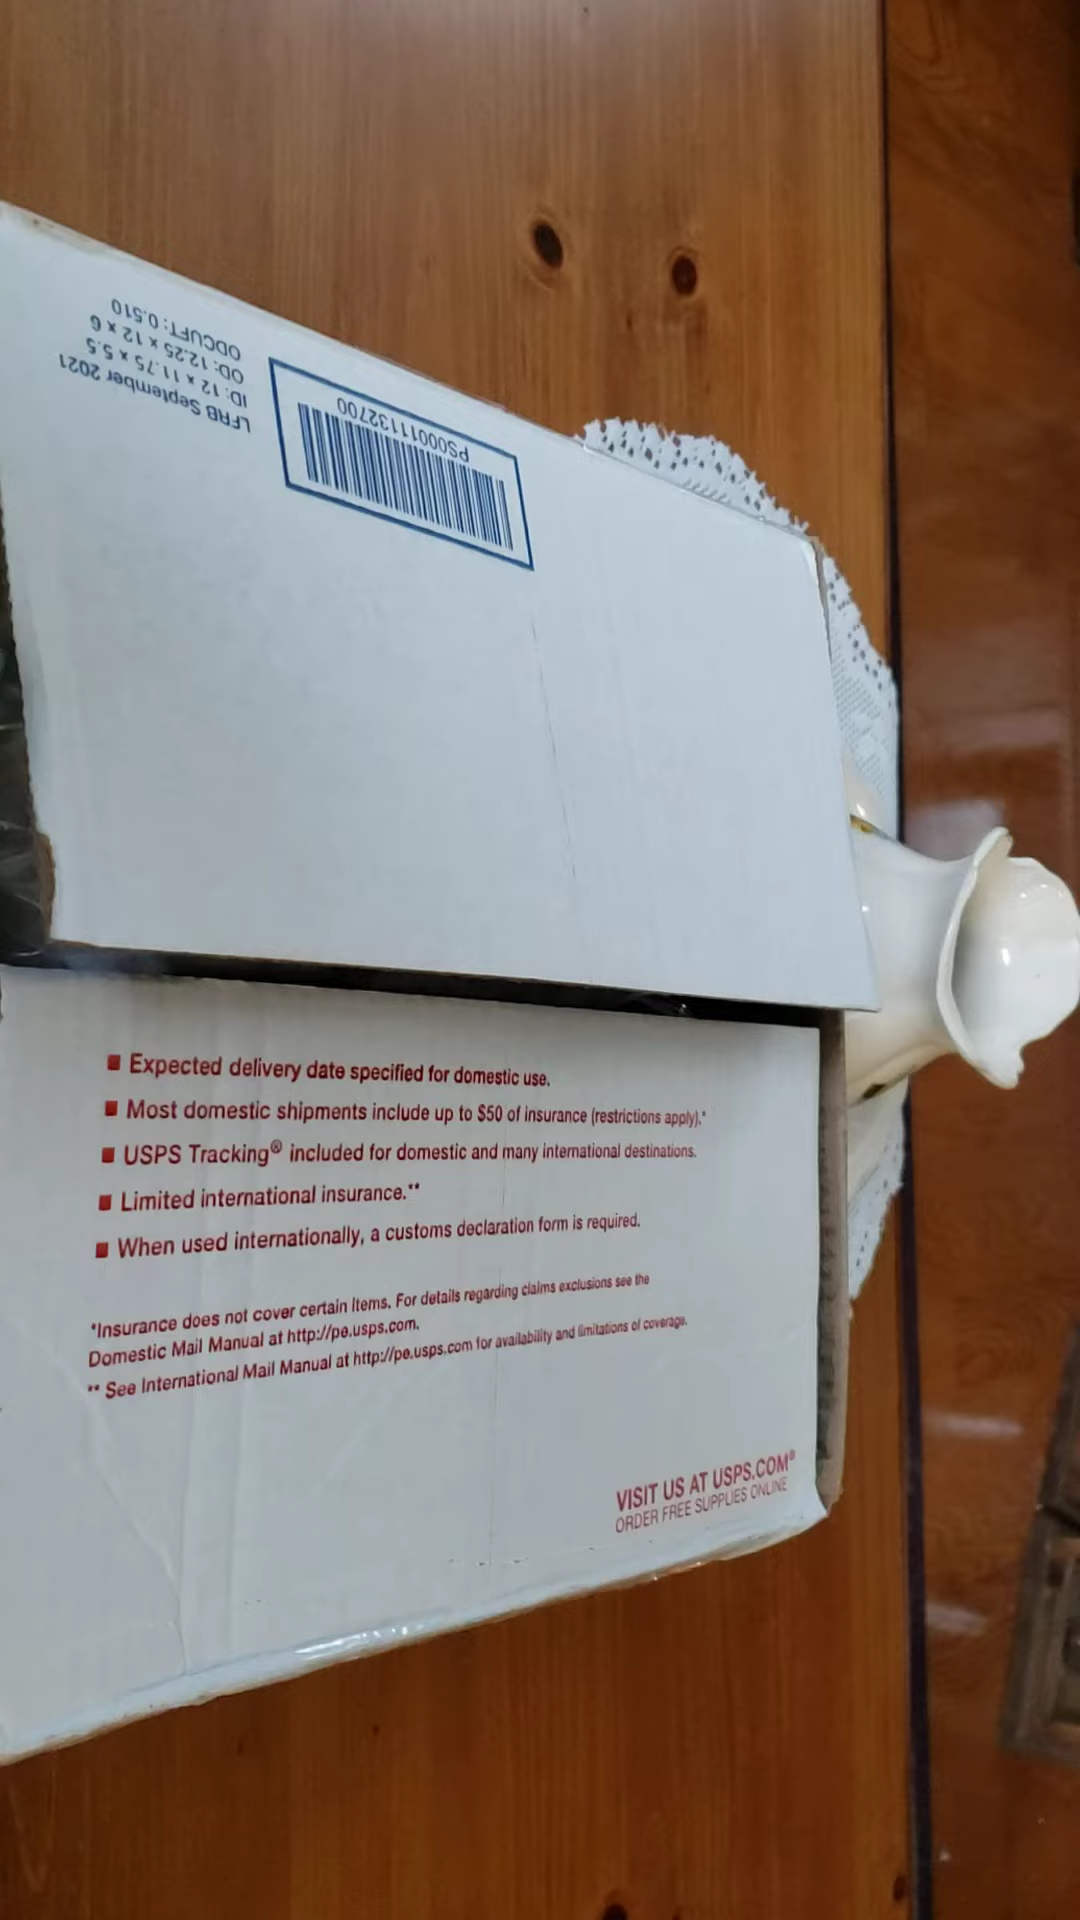 LFRB September 2021
ID: 12 x 11.75 x 5.5
OD: 12.25 x 12 x 6
ODCUFT: 0.510
PS00011132700
■ Expected delivery date specified for domestic use.
■ Most domestic shipments include up to $50 of insurance (restrictions apply).*
■ USPS Tracking® included for domestic and many international destinations.
■ Limited international insurance.**
■ When used internationally, a customs declaration form is required.
*Insurance does not cover certain items. For details regarding claims exclusions see the
Domestic Mail Manual at http://pe.usps.com.
** See International Mail Manual at http://pe.usps.com for availability and limitations of coverage.
VISIT US AT USPS.COM®
ORDER FREE SUPPLIES ONLINE